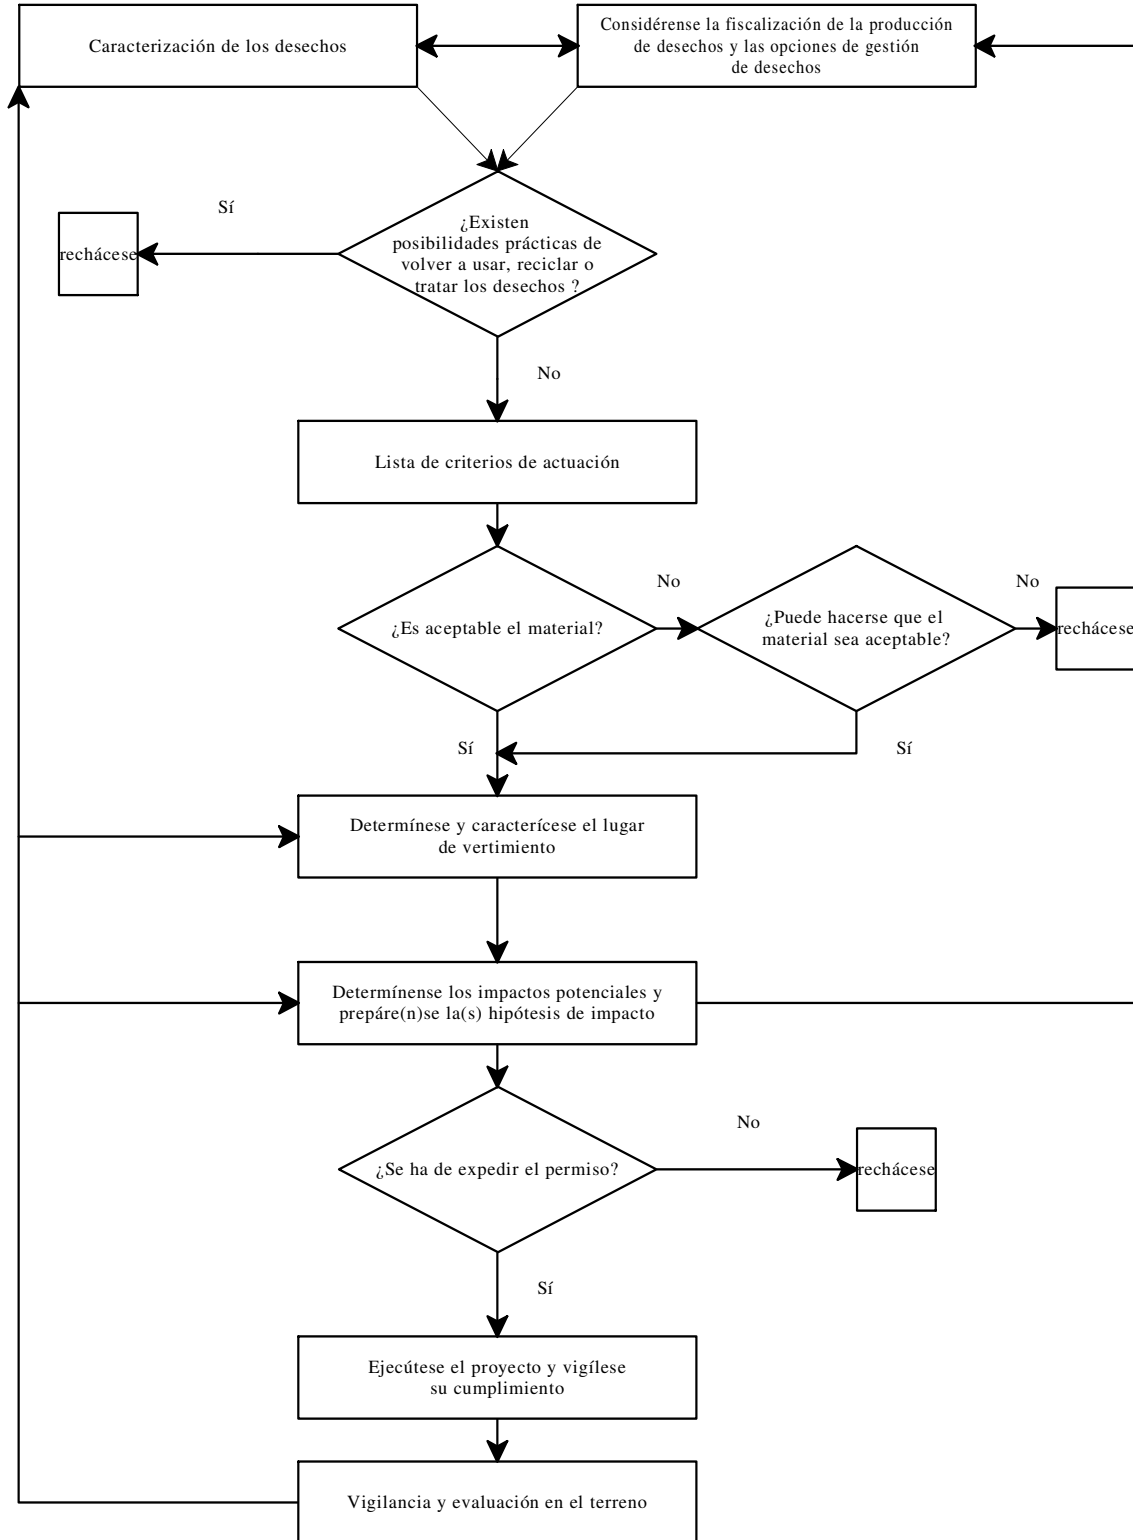 Caracterización de los desechos
Considérense la fiscalización de la producción
de desechos y las opciones de gestión
de desechos
Sí
rechácese
¿Existen
posibilidades prácticas de
volver a usar, reciclar o
tratar los desechos ?
No
Lista de criterios de actuación
¿Es aceptable el material?
No
¿Puede hacerse que el
material sea aceptable?
No
rechácese
Sí
Sí
Determínese y caracterícese el lugar
de vertimiento
Determínense los impactos potenciales y
prepáre(n)se la(s) hipótesis de impacto
¿Se ha de expedir el permiso?
No
rechácese
Sí
Ejecútese el proyecto y vigílese
su cumplimiento
Vigilancia y evaluación en el terreno